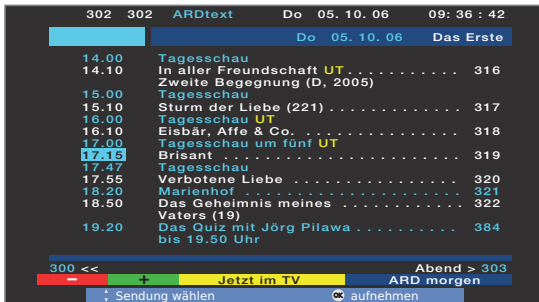 302 302 ARDtext Do 05. 10. 06 09: 36 : 42
Do 05. 10. 06 Das Erste
14.00 Tagesschau
14.10 In aller Freundschaft UT . . . . . . . . . . . 316
Zweite Begegnung (D, 2005)
15.00 Tagesschau
15.10 Sturm der Liebe (221) . . . . . . . . . . . . . 317
16.00 Tagesschau UT
16.10 Eisbär, Affe & Co. . . . . . . . . . . . . . . . . . 318
17.00 Tagesschau um fünf UT
17.15 Brisant . . . . . . . . . . . . . . . . . . . . . . . . 319
17.47 Tagesschau
17.55 Verbotene Liebe . . . . . . . . . . . . . . . . . 320
18.20 Marienhof . . . . . . . . . . . . . . . . . . . . . . 321
18.50 Das Geheimnis meines . . . . . . . . . . . 322
Vaters (19)
19.20 Das Quiz mit Jörg Pilawa . . . . . . . . . . . 384
bis 19.50 Uhr
300 << Abend > 303
− + Jetzt im TV ARD morgen
Sendung wählen OK aufnehmen